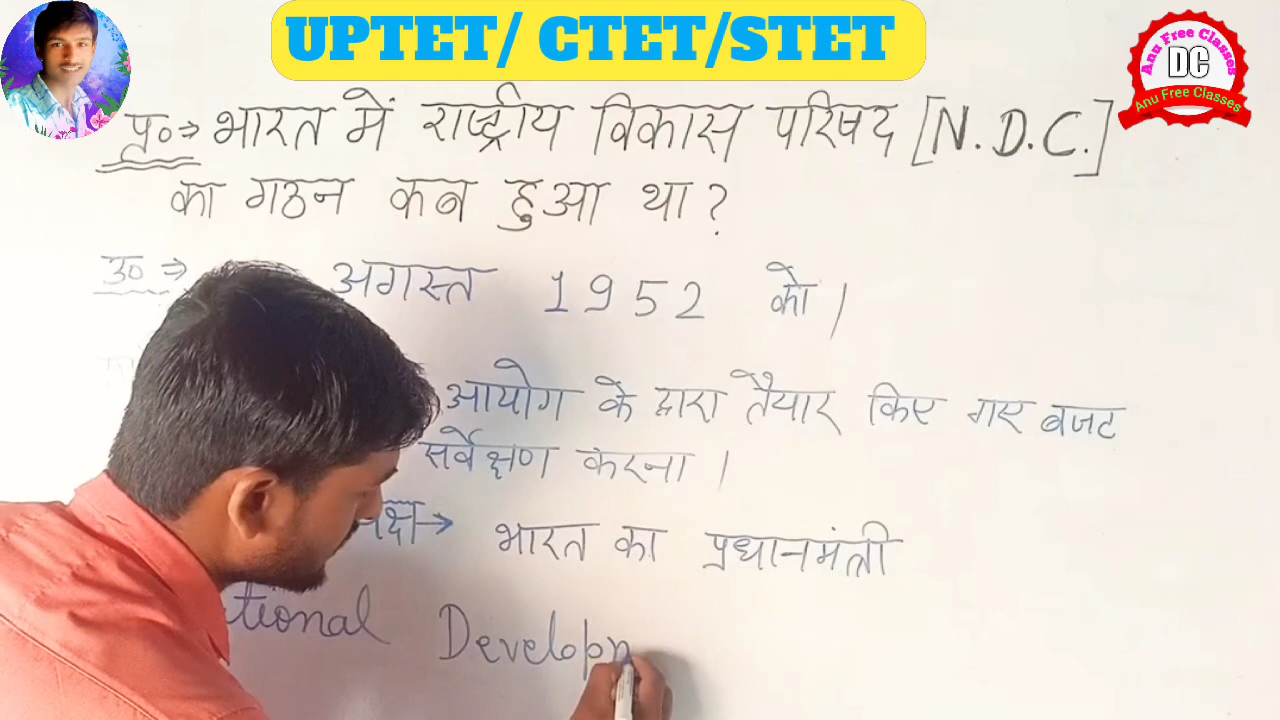 UPTET/ CTET/STET
Anu Free Classes
DC
Anu Free Classes
प्र०⇒ भारत में राष्ट्रीय विकास परिषद [N.D.C.]
का गठन कब हुआ था?
उ०⇒ अगस्त 1952 को।
आयोग के द्वारा तैयार किए गए बजट
सर्वेक्षण करना।
भारत का प्रधानमंत्री
tional Developm